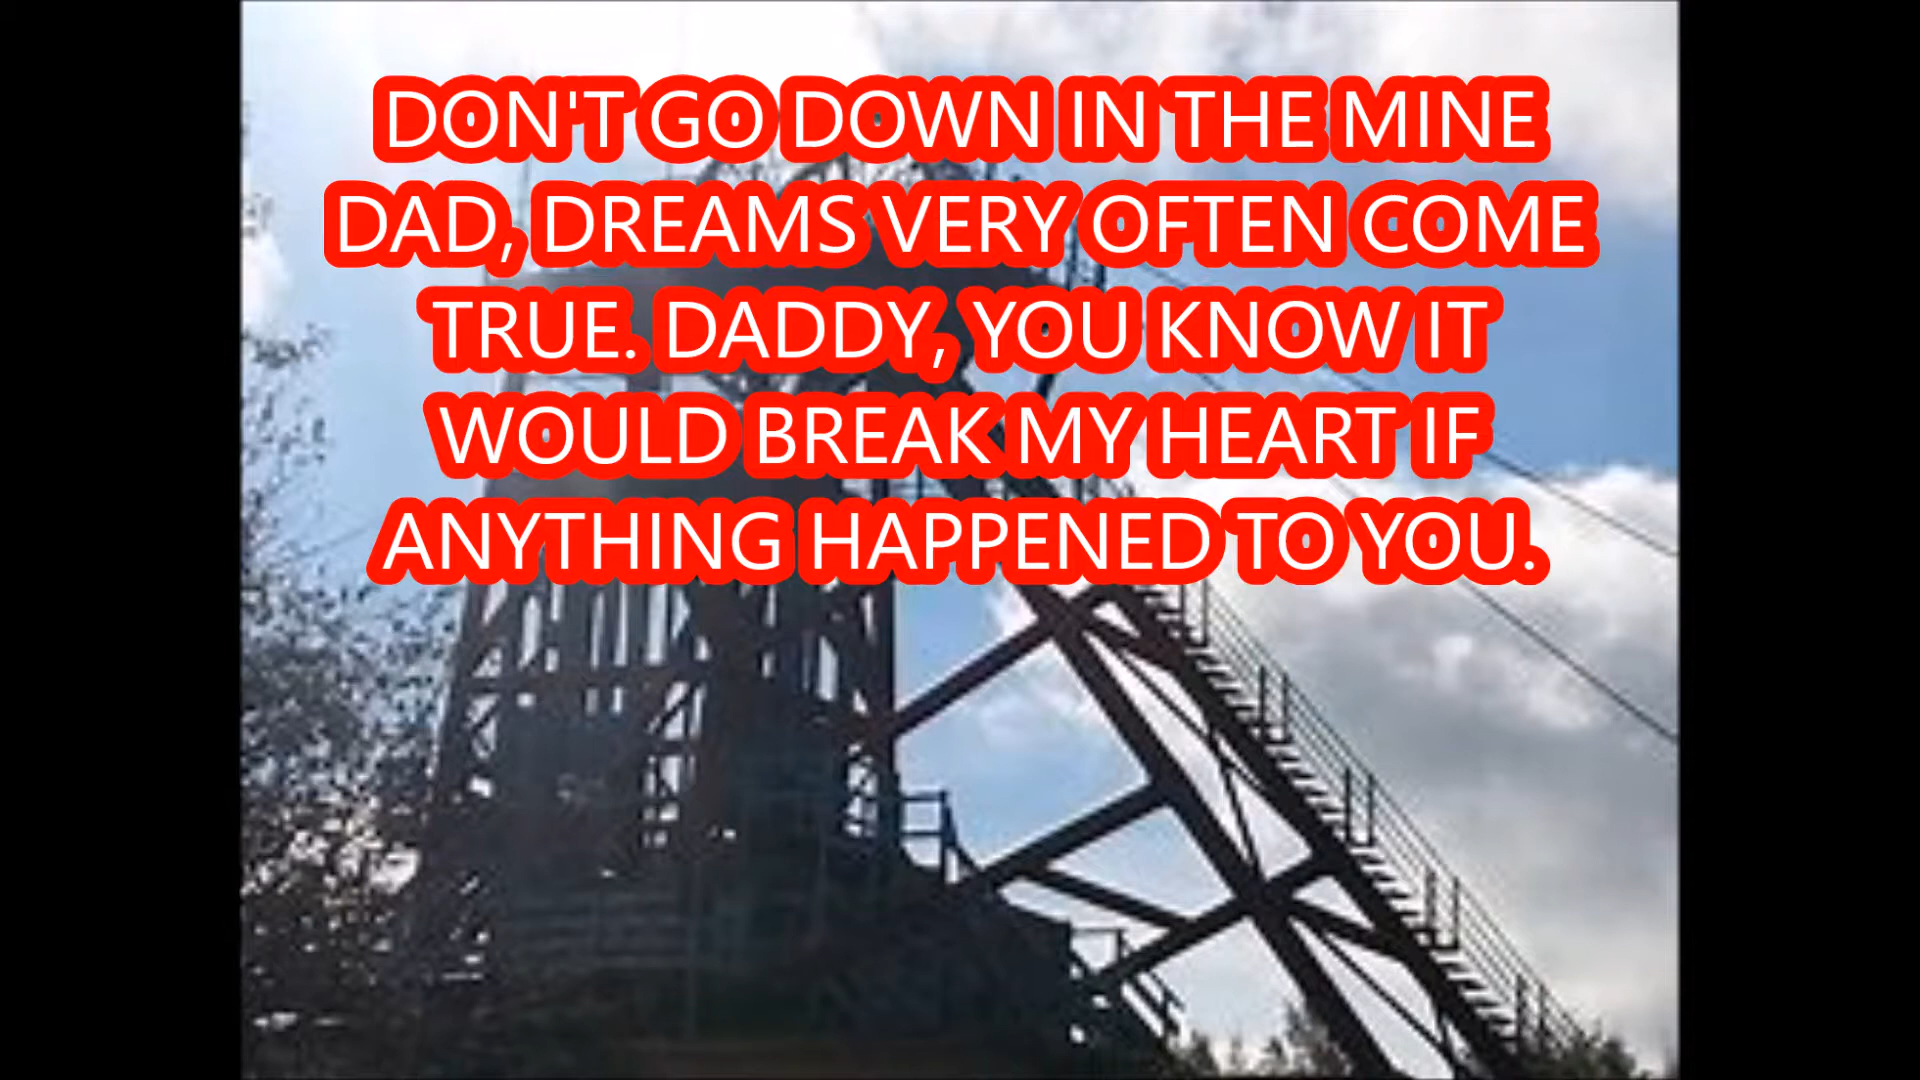 DON'T GO DOWN IN THE MINE
DAD, DREAMS VERY OFTEN COME
TRUE. DADDY, YOU KNOW IT
WOULD BREAK MY HEART IF
ANYTHING HAPPENED TO YOU.